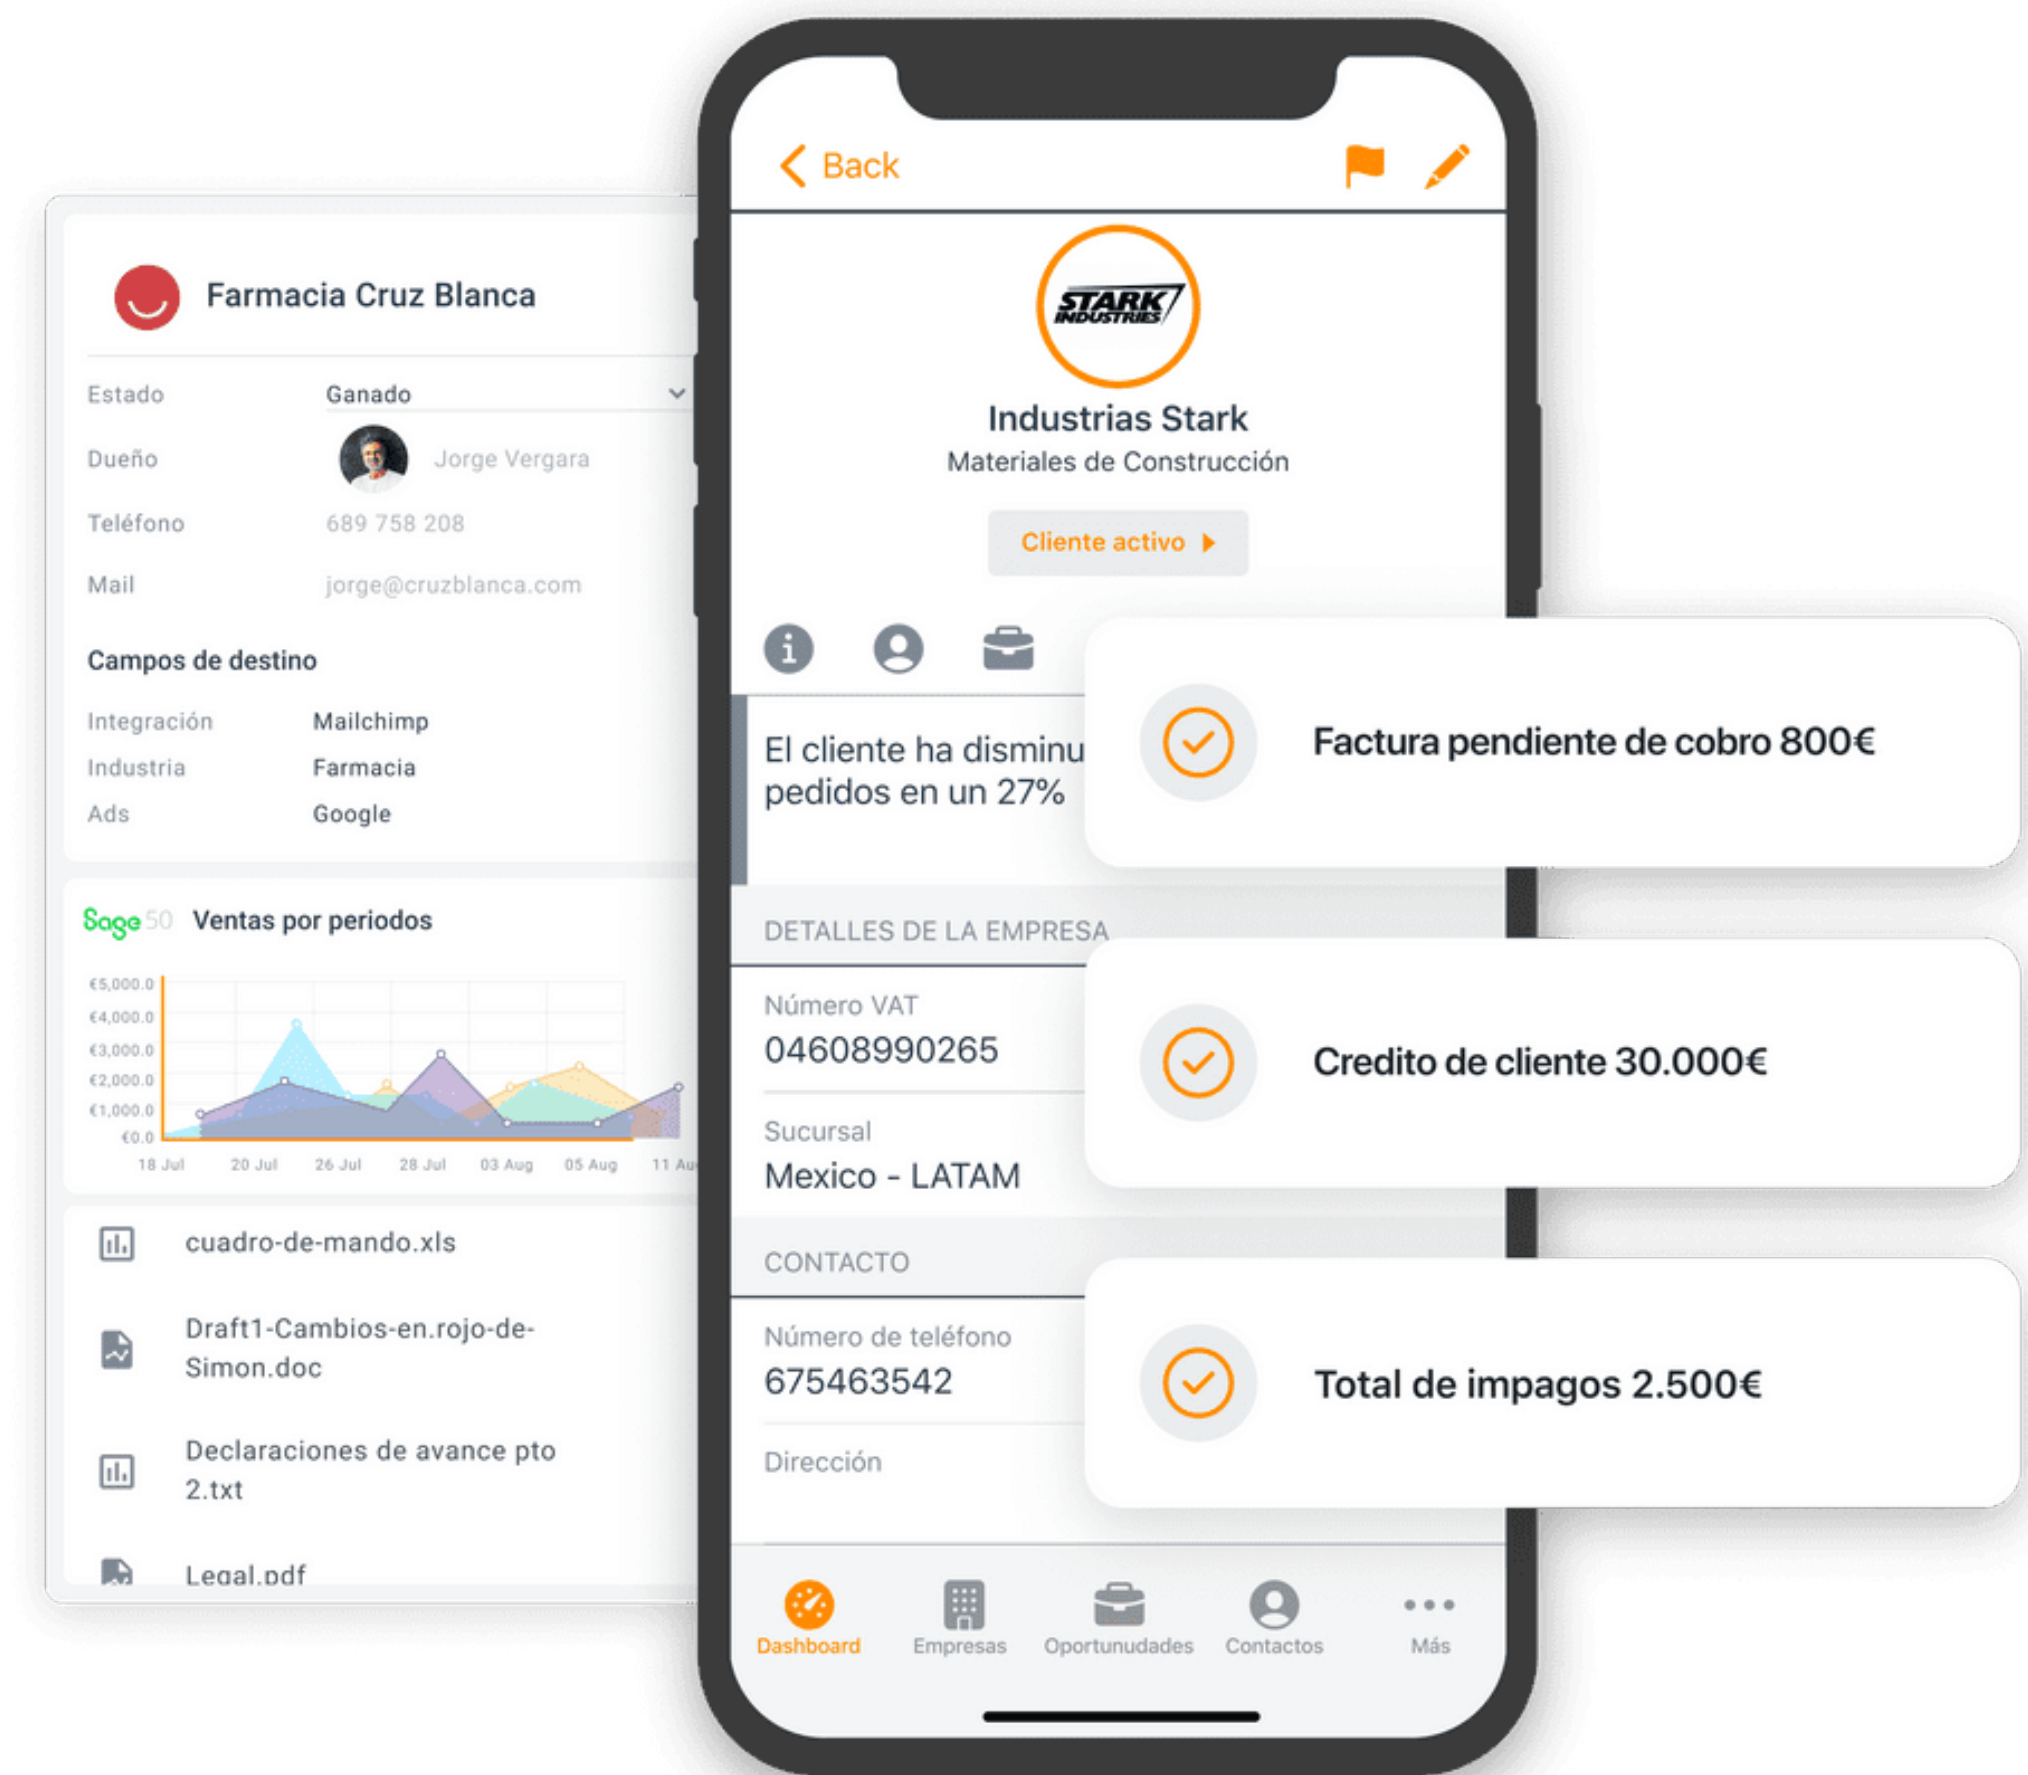 Farmacia Cruz Blanca
Estado Ganado
Dueño Jorge Vergara
Teléfono 689 758 208
Mail jorge@cruzblanca.com
Campos de destino
Integración Mailchimp
Industria Farmacia
Ads Google
Sage 50 Ventas por periodos
€5,000.0
€4,000.0
€3,000.0
€2,000.0
€1,000.0
€0.0
18 Jul 20 Jul 26 Jul 28 Jul 03 Aug 05 Aug 11 Au
cuadro-de-mando.xls
Draft1-Cambios-en.rojo-de-
Simon.doc
Declaraciones de avance pto
2.txt
Legal.pdf
Back
STARK
INDUSTRIES
Industrias Stark
Materiales de Construcción
Cliente activo
El cliente ha disminu
pedidos en un 27%
DETALLES DE LA EMPRESA
Número VAT
04608990265
Sucursal
Mexico - LATAM
CONTACTO
Número de teléfono
675463542
Dirección
Dashboard Empresas Oportunudades Contactos Más
Factura pendiente de cobro 800€
Credito de cliente 30.000€
Total de impagos 2.500€